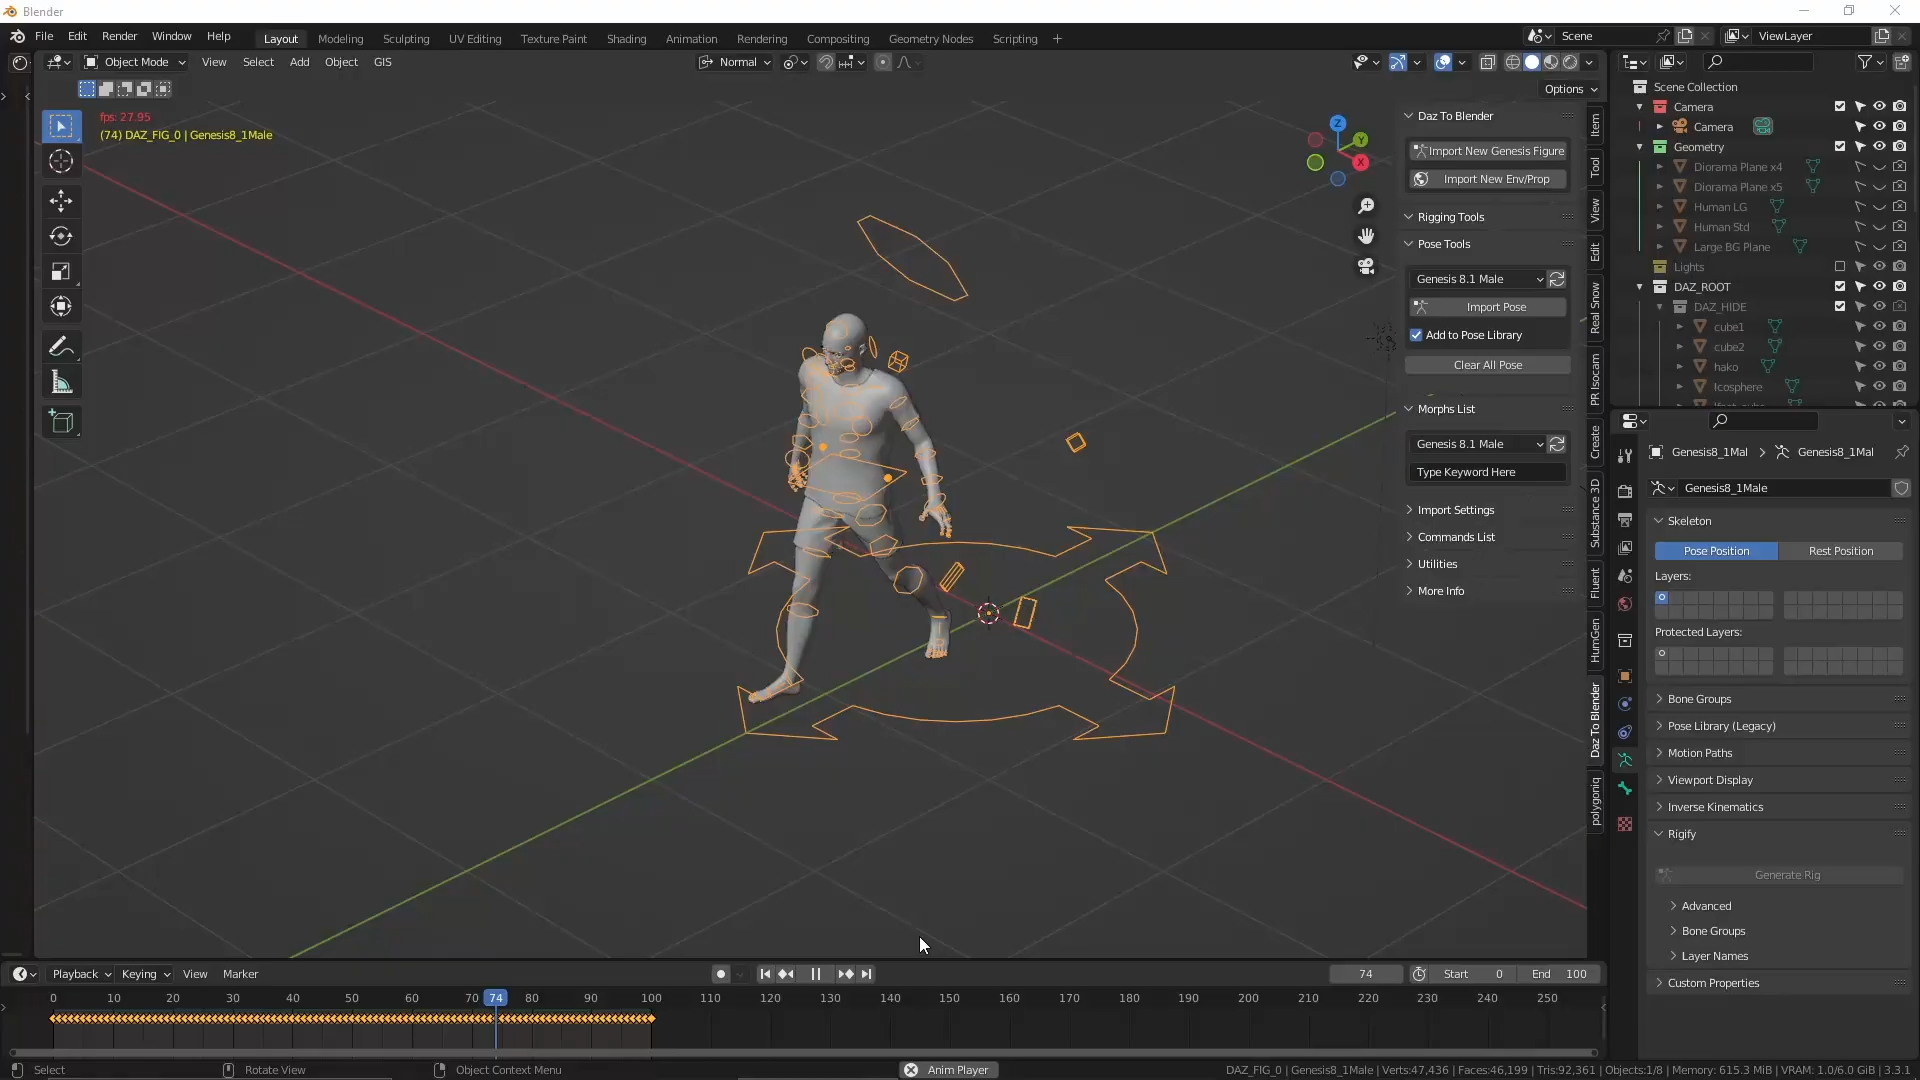 Blender
File Edit Render Window Help Layout Modeling Sculpting UV Editing Texture Paint Shading Animation Rendering Compositing Geometry Nodes Scripting + Scene ViewLayer
Object Mode View Select Add Object GIS Normal
Options
fps: 27.95
(74) DAZ_FIG_0 | Genesis8_1Male
Z
Y
X
Daz To Blender
Import New Genesis Figure
Import New Env/Prop
Rigging Tools
Pose Tools
Genesis 8.1 Male
Import Pose
Add to Pose Library
Clear All Pose
Morphs List
Genesis 8.1 Male
Type Keyword Here
Import Settings
Commands List
Utilities
More Info
Item
Tool
View
Edit
Real Snow
PR Isocam
Create
Substance 3D
Fluent
HumGen
Daz To Blender
polygoniq
Scene Collection
Camera
Camera
Geometry
Diorama Plane x4
Diorama Plane x5
Human LG
Human Std
Large BG Plane
Lights
DAZ_ROOT
DAZ_HIDE
cube1
cube2
hako
Icosphere
Genesis8_1Mal > Genesis8_1Mal
Genesis8_1Male
Skeleton
Pose Position Rest Position
Layers:
Protected Layers:
Bone Groups
Pose Library (Legacy)
Motion Paths
Viewport Display
Inverse Kinematics
Rigify
Generate Rig
Advanced
Bone Groups
Layer Names
Custom Properties
Playback Keying View Marker 74 Start 0 End 100
0 10 20 30 40 50 60 70 74 80 90 100 110 120 130 140 150 160 170 180 190 200 210 220 230 240 250
Select Rotate View Object Context Menu Anim Player DAZ_FIG_0 | Genesis8_1Male | Verts:47,436 | Faces:46,199 | Tris:92,361 | Objects:1/8 | Memory: 615.3 MiB | VRAM: 1.0/6.0 GiB | 3.3.1